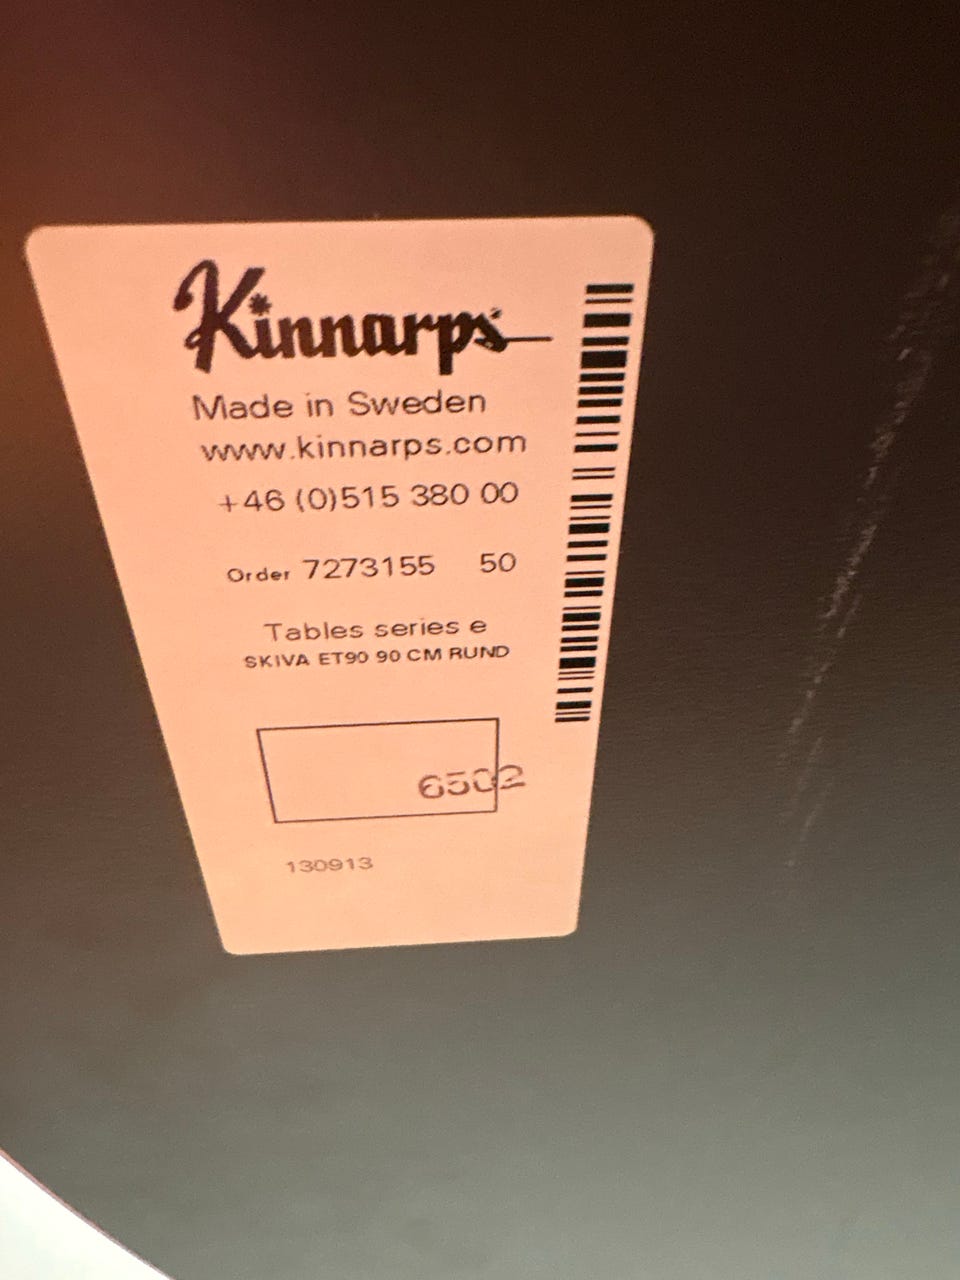 Kinnarps
Made in Sweden
www.kinnarps.com
+46 (0)515 380 00
Order 7273155 50
Tables series e
SKIVA ET90 90 CM RUND
6502
130913